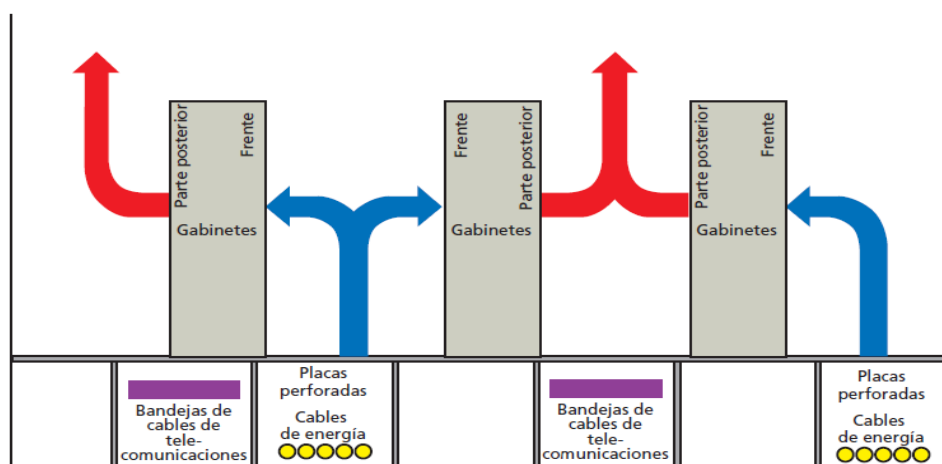 Parte posterior
Frente
Gabinetes
Frente
Parte posterior
Gabinetes
Parte posterior
Frente
Gabinetes
Bandejas de
cables de
tele-
comunicaciones
Placas
perforadas
Cables
de energía
Bandejas de
cables de
tele-
comunicaciones
Placas
perforadas
Cables
de energía